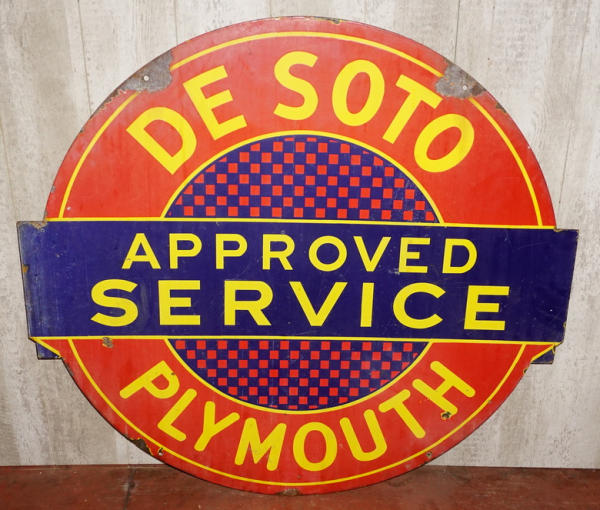 DE SOTO
APPROVED
SERVICE
PLYMOUTH